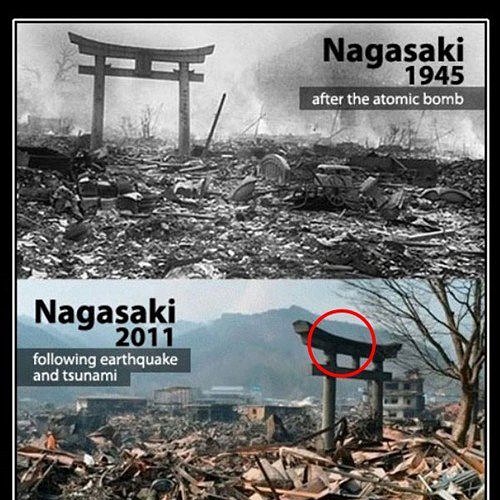 Nagasaki
1945
after the atomic bomb
Nagasaki
2011
following earthquake
and tsunami